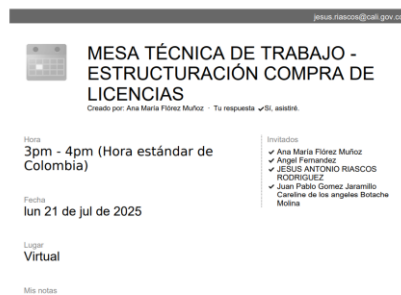 jesus.riascos@cali.gov.co
MESA TÉCNICA DE TRABAJO -
ESTRUCTURACIÓN COMPRA DE
LICENCIAS
Creado por: Ana María Flórez Muñoz · Tu respuesta ✔Sí, asistiré.
Hora
3pm - 4pm (Hora estándar de
Colombia)
Fecha
lun 21 de jul de 2025
Lugar
Virtual
Mis notas
Invitados
✔ Ana María Flórez Muñoz
✔ Angel Fernandez
✔ JESUS ANTONIO RIASCOS
RODRIGUEZ
✔ Juan Pablo Gomez Jaramillo
Careline de los angeles Botache
Molina